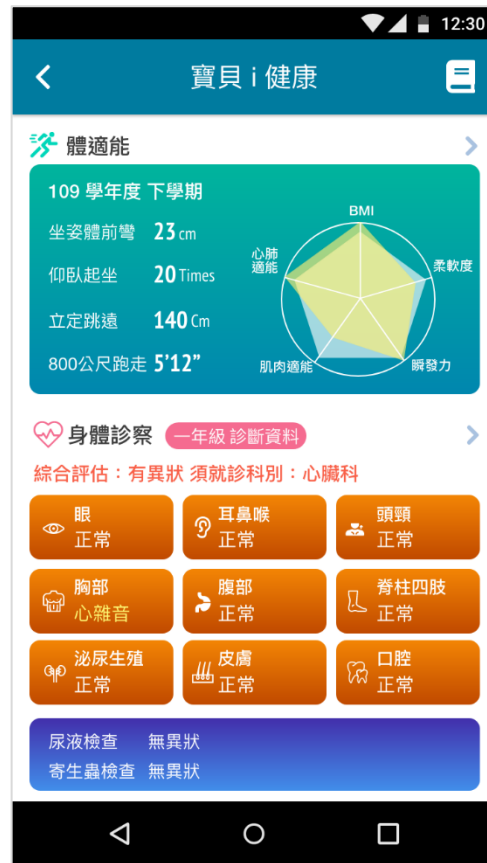 12:30
寶貝 i 健康
體適能
109 學年度 下學期
坐姿體前彎 23 cm
仰臥起坐 20 Times
立定跳遠 140 Cm
800公尺跑走 5'12"
BMI
心肺
適能
柔軟度
肌肉適能
瞬發力
身體診察 一年級 診斷資料
綜合評估：有異狀 須就診科別：心臟科
眼
正常
耳鼻喉
正常
頭頸
正常
胸部
心雜音
腹部
正常
脊柱四肢
正常
泌尿生殖
正常
皮膚
正常
口腔
正常
尿液檢查 無異狀
寄生蟲檢查 無異狀